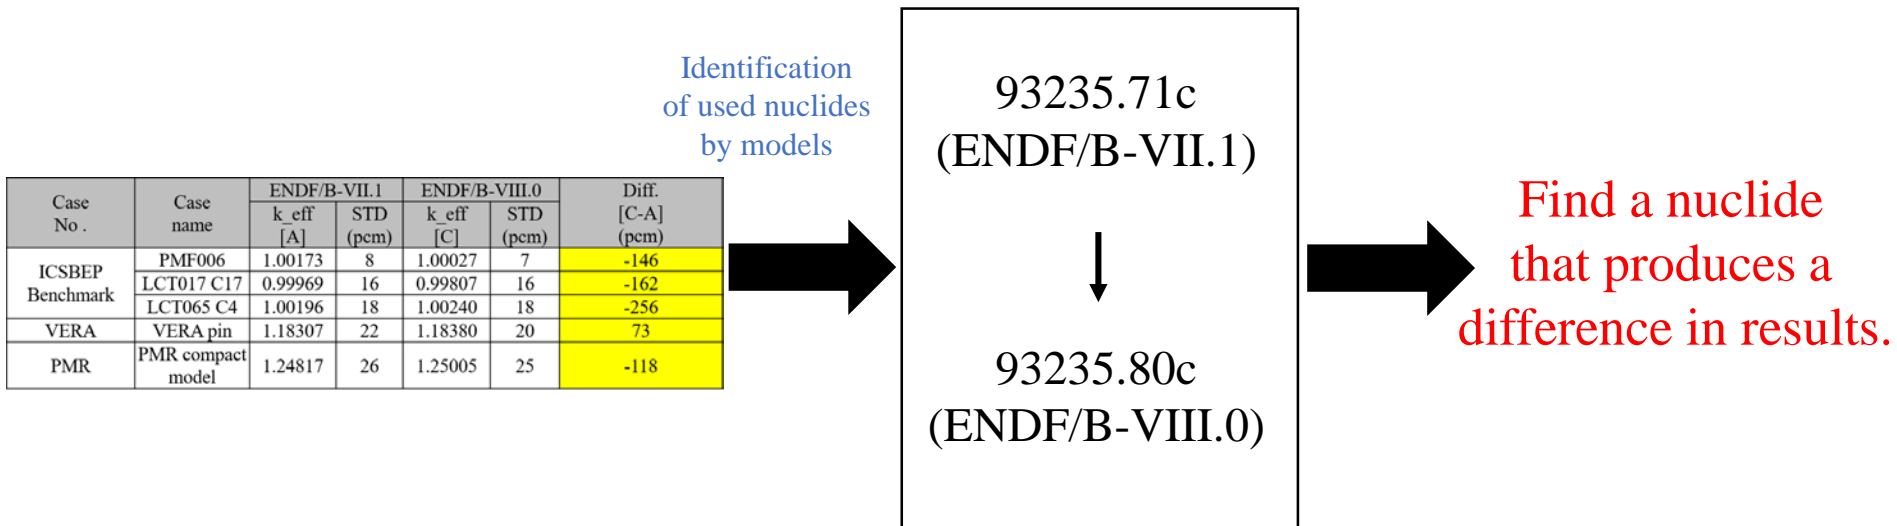 Identification
of used nuclides
by models
Case No . Case name ENDF/B-VII.1 ENDF/B-VIII.0 Diff. [C-A] (pcm)
k_eff [A] STD (pcm) k_eff [C] STD (pcm)
ICSBEP Benchmark PMF006 1.00173 8 1.00027 7 -146
LCT017 C17 0.99969 16 0.99807 16 -162
LCT065 C4 1.00196 18 1.00240 18 -256
VERA VERA pin 1.18307 22 1.18380 20 73
PMR PMR compact model 1.24817 26 1.25005 25 -118
93235.71c
(ENDF/B-VII.1)
93235.80c
(ENDF/B-VIII.0)
Find a nuclide
that produces a
difference in results.